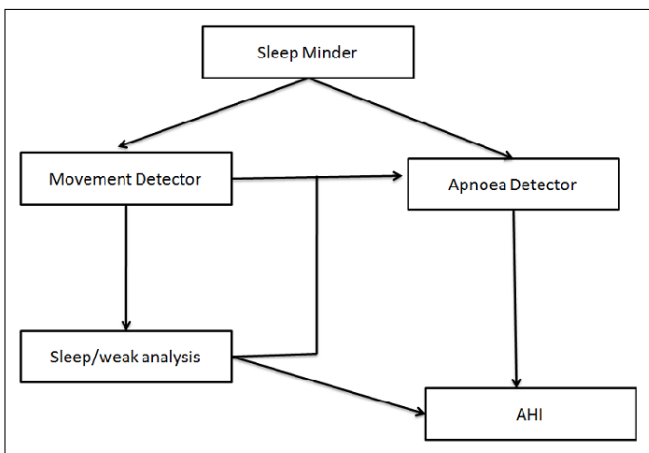 Sleep Minder
Movement Detector
Apnoea Detector
Sleep/weak analysis
AHI